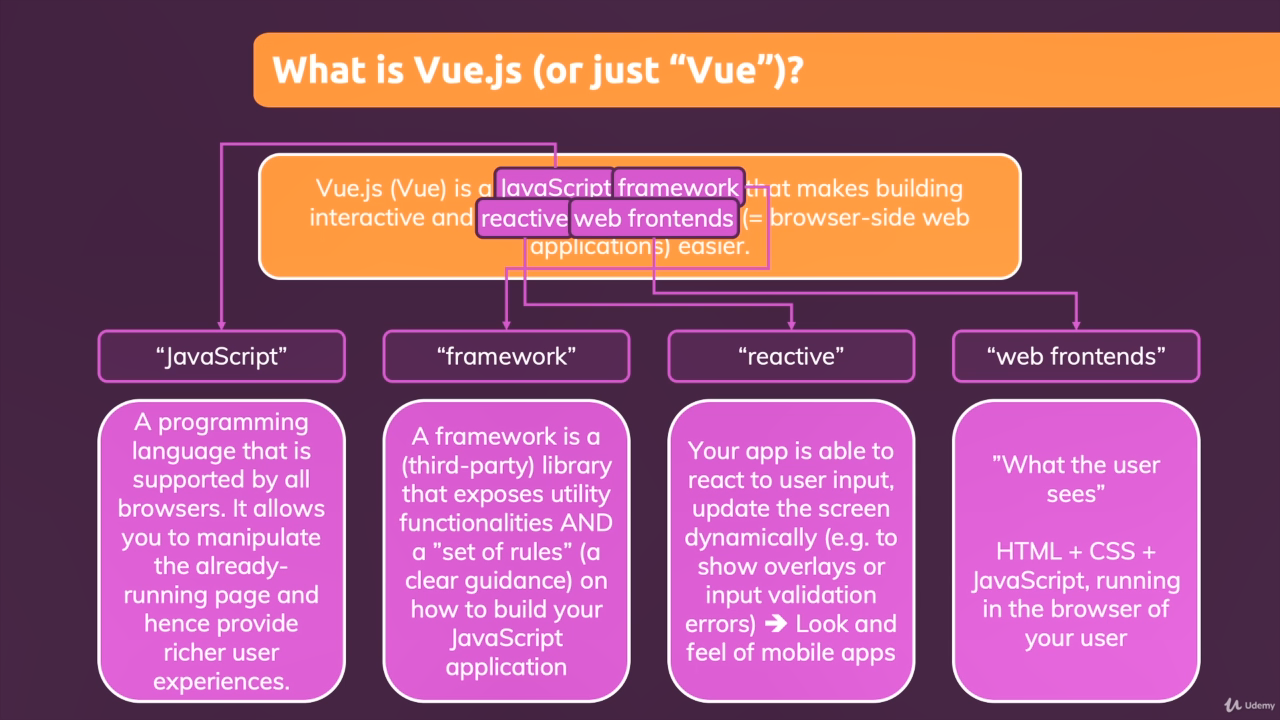 What is Vue.js (or just “Vue”)?
Vue.js (Vue) is a JavaScript framework that makes building
interactive and reactive web frontends (= browser-side web
applications) easier.
“JavaScript”
“framework”
“reactive”
“web frontends”
A programming
language that is
supported by all
browsers. It allows
you to manipulate
the already-
running page and
hence provide
richer user
experiences.
A framework is a
(third-party) library
that exposes utility
functionalities AND
a ”set of rules” (a
clear guidance) on
how to build your
JavaScript
application
Your app is able to
react to user input,
update the screen
dynamically (e.g. to
show overlays or
input validation
errors) ➔ Look and
feel of mobile apps
”What the user
sees”
HTML + CSS +
JavaScript, running
in the browser of
your user
Udemy